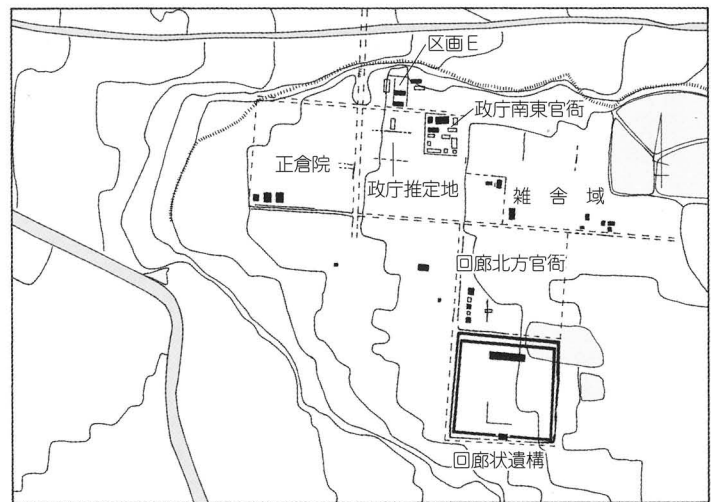 区画E
政庁南東官衙
正倉院
政庁推定地
雑舎域
回廊北方官衙
回廊状遺構